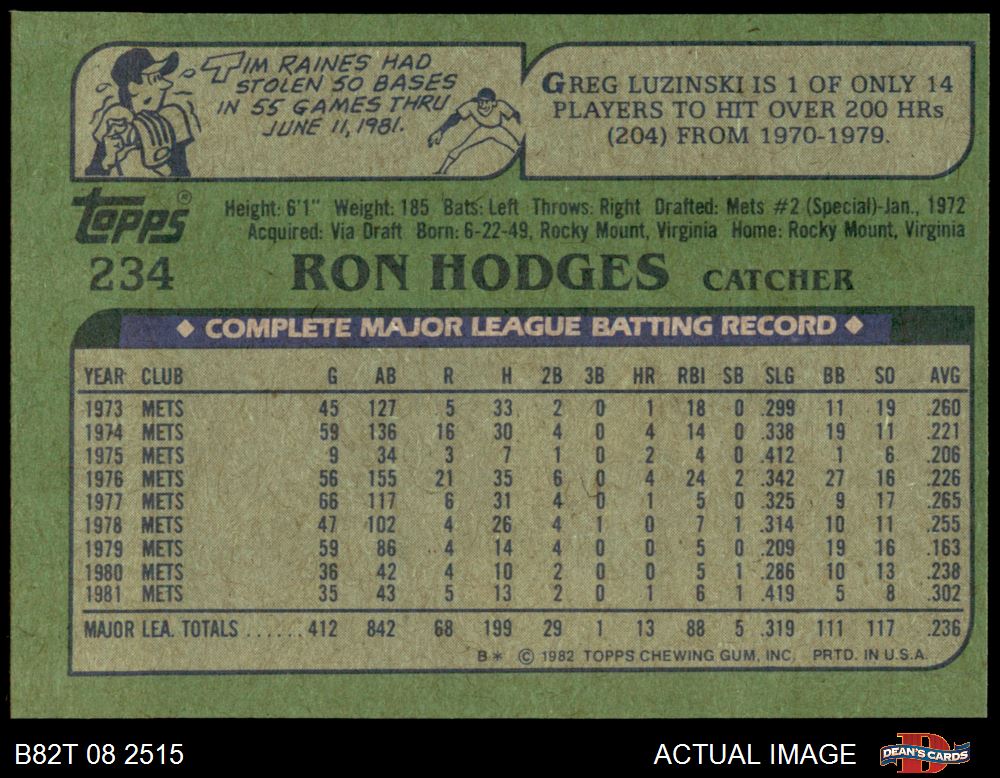 TIM RAINES HAD
STOLEN 50 BASES
IN 55 GAMES THRU
JUNE 11, 1981.
GREG LUZINSKI IS 1 OF ONLY 14
PLAYERS TO HIT OVER 200 HRs
(204) FROM 1970-1979.
TOPPS®
Height: 6'1" Weight: 185 Bats: Left Throws: Right Drafted: Mets #2 (Special)-Jan., 1972
Acquired: Via Draft Born: 6-22-49, Rocky Mount, Virginia Home: Rocky Mount, Virginia
234 RON HODGES CATCHER
◆ COMPLETE MAJOR LEAGUE BATTING RECORD ◆
YEAR CLUB G AB R H 2B 3B HR RBI SB SLG BB SO AVG
1973 METS 45 127 5 33 2 0 1 18 0 .299 11 19 .260
1974 METS 59 136 16 30 4 0 4 14 0 .338 19 11 .221
1975 METS 9 34 3 7 1 0 2 4 0 .412 1 6 .206
1976 METS 56 155 21 35 6 0 4 24 2 .342 27 16 .226
1977 METS 66 117 6 31 4 0 1 5 0 .325 9 17 .265
1978 METS 47 102 4 26 4 1 0 7 1 .314 10 11 .255
1979 METS 59 86 4 14 4 0 0 5 0 .209 19 16 .163
1980 METS 36 42 4 10 2 0 0 5 1 .286 10 13 .238
1981 METS 35 43 5 13 2 0 1 6 1 .419 5 8 .302
MAJOR LEA. TOTALS ......412 842 68 199 29 1 13 88 5 .319 111 117 .236
B* © 1982 TOPPS CHEWING GUM, INC. PRTD. IN U.S.A.
B82T 08 2515 ACTUAL IMAGE DEAN'S CARDS